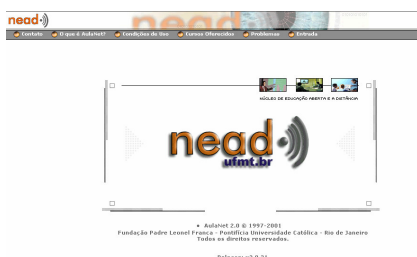 nead
Contato O que é AulaNet? Condições de Uso Cursos Oferecidos Problemas Entrada
NÚCLEO DE EDUCAÇÃO ABERTA E A DISTÂNCIA
nead
ufmt.br
• AulaNet 2.0 © 1997-2001
Fundação Padre Leonel Franca - Pontifícia Universidade Católica - Rio de Janeiro
Todos os direitos reservados.